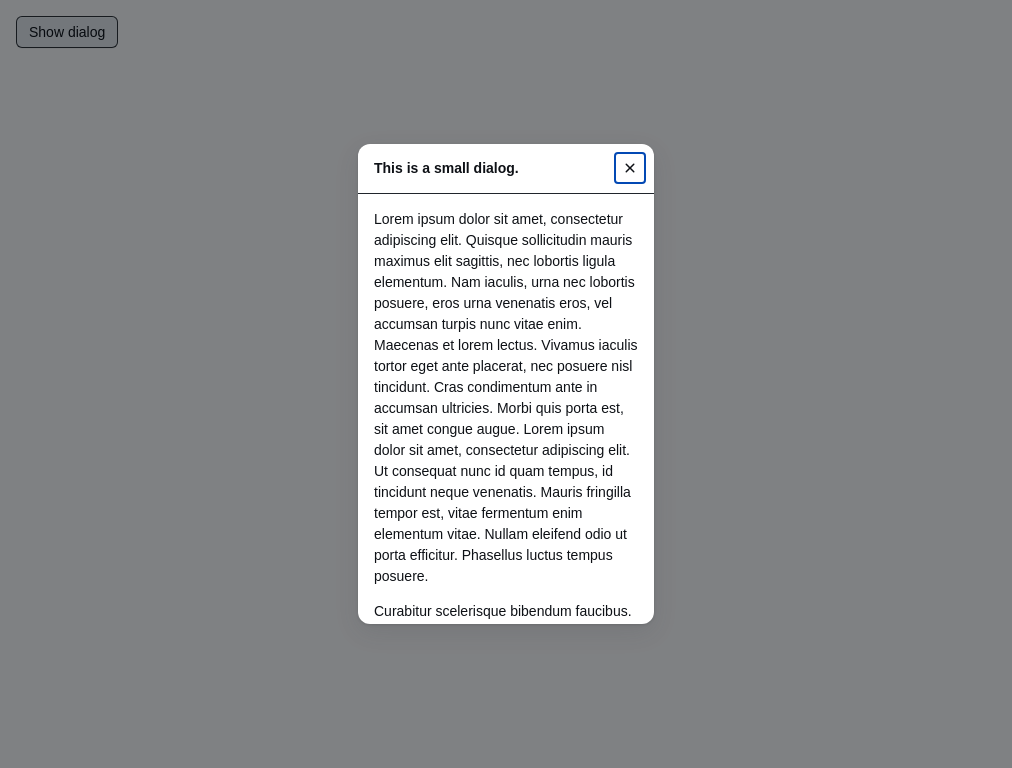 Show dialog
This is a small dialog.
Lorem ipsum dolor sit amet, consectetur
adipiscing elit. Quisque sollicitudin mauris
maximus elit sagittis, nec lobortis ligula
elementum. Nam iaculis, urna nec lobortis
posuere, eros urna venenatis eros, vel
accumsan turpis nunc vitae enim.
Maecenas et lorem lectus. Vivamus iaculis
tortor eget ante placerat, nec posuere nisl
tincidunt. Cras condimentum ante in
accumsan ultricies. Morbi quis porta est,
sit amet congue augue. Lorem ipsum
dolor sit amet, consectetur adipiscing elit.
Ut consequat nunc id quam tempus, id
tincidunt neque venenatis. Mauris fringilla
tempor est, vitae fermentum enim
elementum vitae. Nullam eleifend odio ut
porta efficitur. Phasellus luctus tempus
posuere.
Curabitur scelerisque bibendum faucibus.